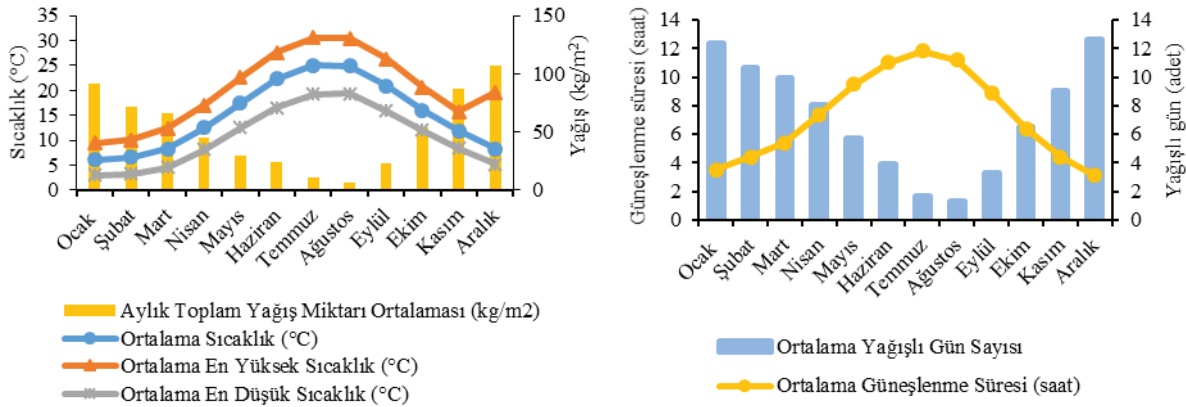 Sıcaklık (°C)
35
30
25
20
15
10
5
0
150
100
50
0
Yağış (kg/m2)
Ocak
Şubat
Mart
Nisan
Mayıs
Haziran
Temmuz
Ağustos
Eylül
Ekim
Kasım
Aralık
Aylık Toplam Yağış Miktarı Ortalaması (kg/m2)
Ortalama Sıcaklık (°C)
Ortalama En Yüksek Sıcaklık (°C)
Ortalama En Düşük Sıcaklık (°C)
Güneşlenme süresi (saat)
14
12
10
8
6
4
2
0
14
12
10
8
6
4
2
0
Yağışlı gün (adet)
Ocak
Şubat
Mart
Nisan
Mayıs
Haziran
Temmuz
Ağustos
Eylül
Ekim
Kasım
Aralık
Ortalama Yağışlı Gün Sayısı
Ortalama Güneşlenme Süresi (saat)